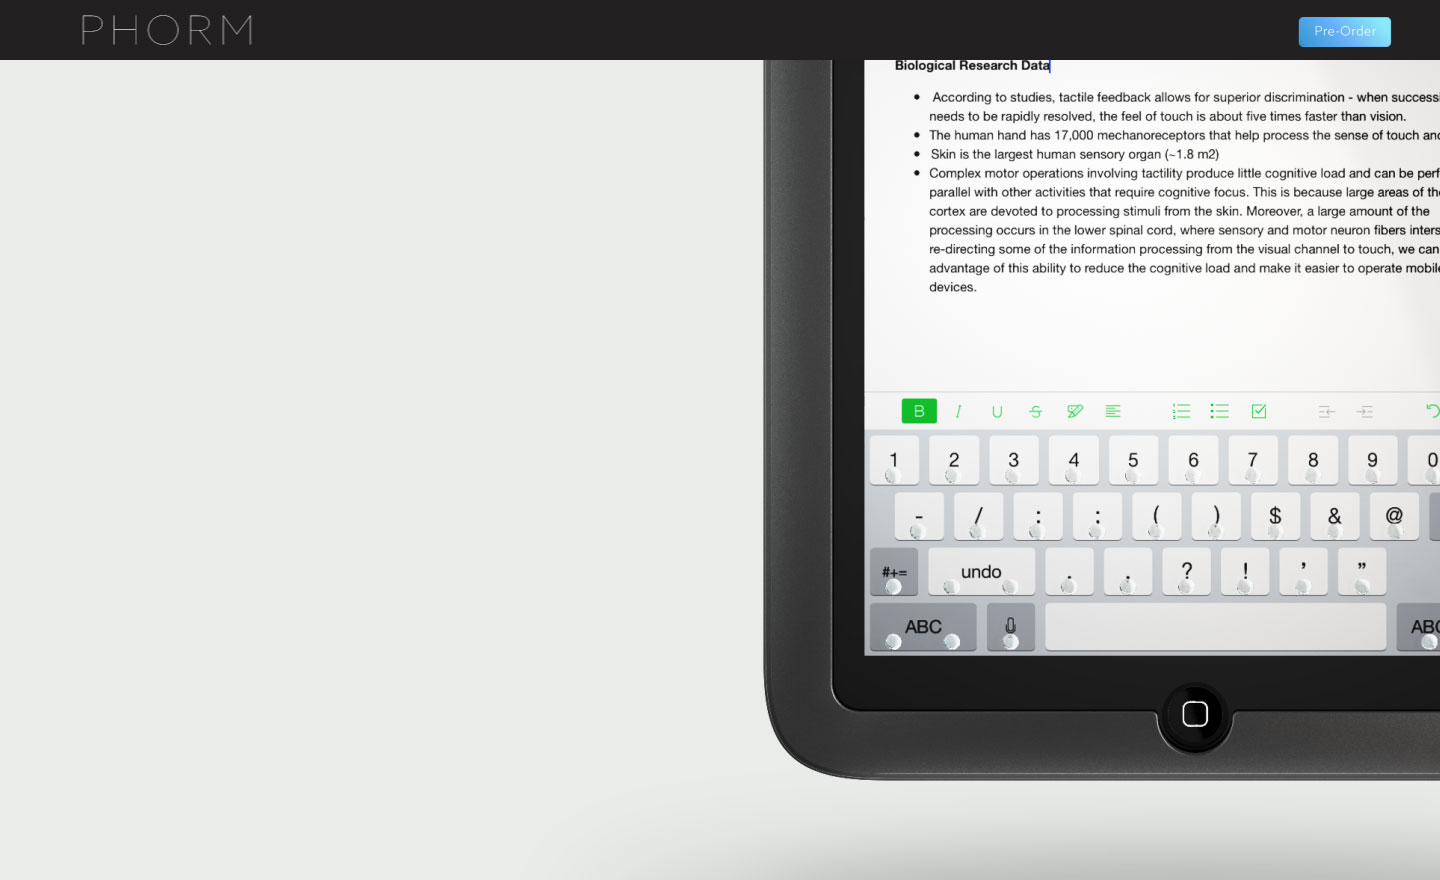 PHORM
Pre-Order
Biological Research Data
According to studies, tactile feedback allows for superior discrimination - when
needs to be rapidly resolved, the feel of touch is about five times faster than vision.
The human hand has 17,000 mechanoreceptors that help process the sense of touch
Skin is the largest human sensory organ (~1.8 m2)
Complex motor operations involving tactility produce little cognitive load and can be
parallel with other activities that require cognitive focus. This is because large areas of
cortex are devoted to processing stimuli from the skin. Moreover, a large amount of the
processing occurs in the lower spinal cord, where sensory and motor neuron fibers
re-directing some of the information processing from the visual channel to touch, we can
advantage of this ability to reduce the cognitive load and make it easier to operate
devices.
B I U S
1 2 3 4 5 6 7 8 9 0
- / : : ( ) $ & @
#+= undo . . ? ! ’ ”
ABC